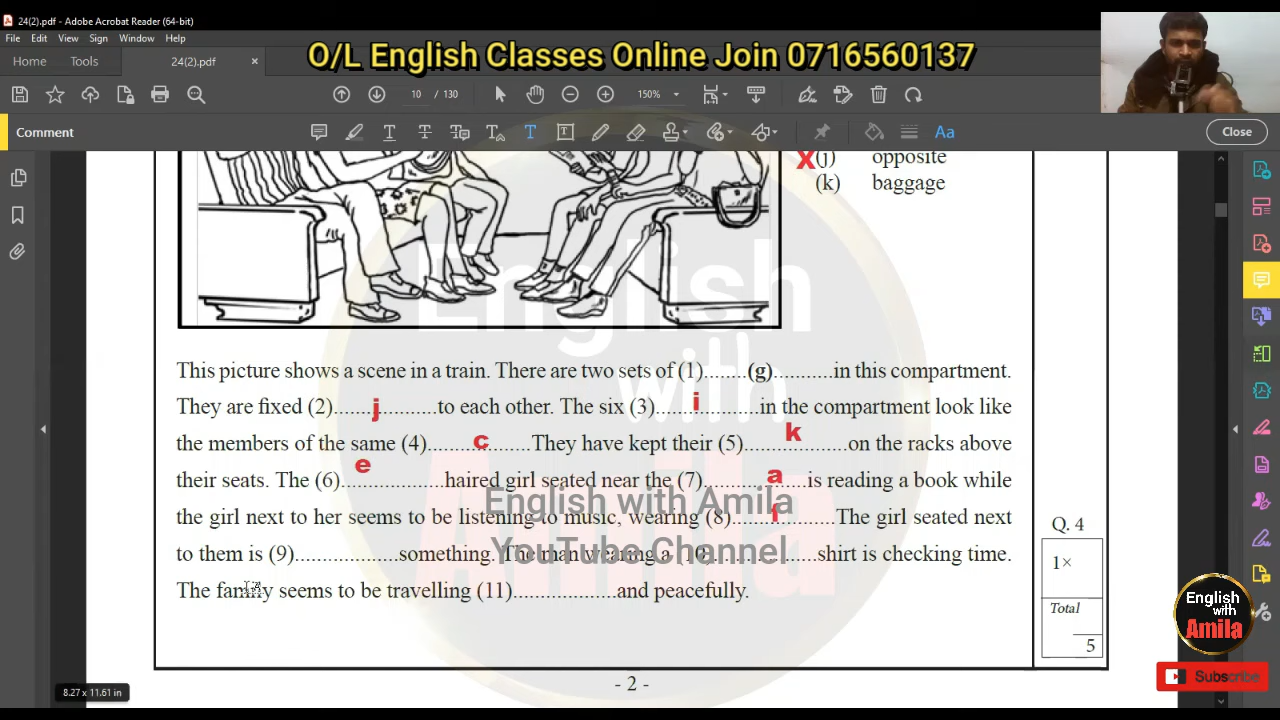 24(2).pdf - Adobe Acrobat Reader (64-bit)
File Edit View Sign Window Help
O/L English Classes Online Join 0716560137
Home Tools 24(2).pdf ×
10 / 130 150%
Comment
Close
X (j) opposite
(k) baggage
This picture shows a scene in a train. There are two sets of (1)........(g)...........in this compartment.
They are fixed (2)......j...........to each other. The six (3)...........i.........in the compartment look like
the members of the same (4)........c........They have kept their (5).........k..........on the racks above
their seats. The (6)...e................haired girl seated near the (7)............a.....is reading a book while
the girl next to her seems to be listening to music, wearing (8).......f...........The girl seated next
to them is (9)....................something. The man wearing a (10)....................shirt is checking time.
The family seems to be travelling (11)....................and peacefully.
English
with
English with Amila
YouTube Channel
Q. 4
1×
Total
5
- 2 -
8.27 x 11.61 in
English
with
Amila
Subscribe